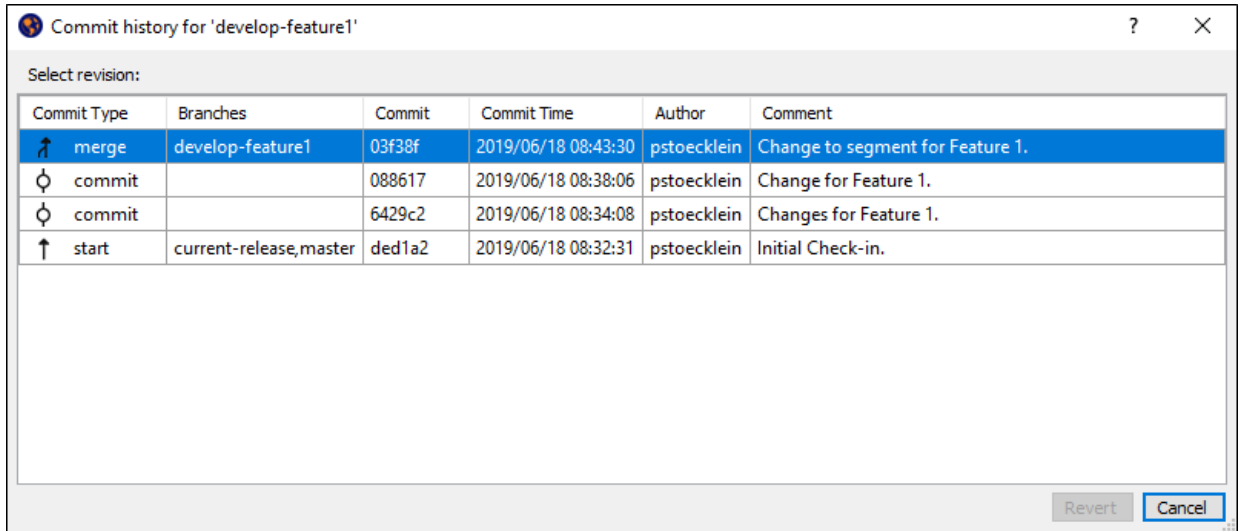 Commit history for 'develop-feature1' ?
Select revision:
Commit Type Branches Commit Commit Time Author Comment
merge develop-feature1 03f38f 2019/06/18 08:43:30 pstoecklein Change to segment for Feature 1.
commit 088617 2019/06/18 08:38:06 pstoecklein Change for Feature 1.
commit 6429c2 2019/06/18 08:34:08 pstoecklein Changes for Feature 1.
start current-release,master ded1a2 2019/06/18 08:32:31 pstoecklein Initial Check-in.
Revert Cancel